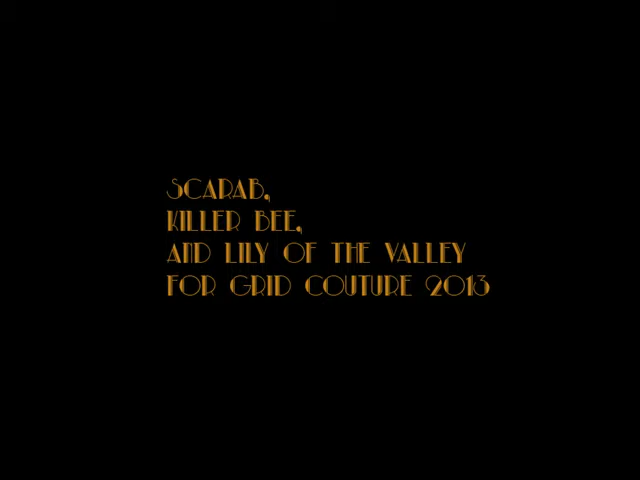 SCARAB,
KILLER BEE,
AND LILY OF THE VALLEY
FOR GRID COUTURE 2013